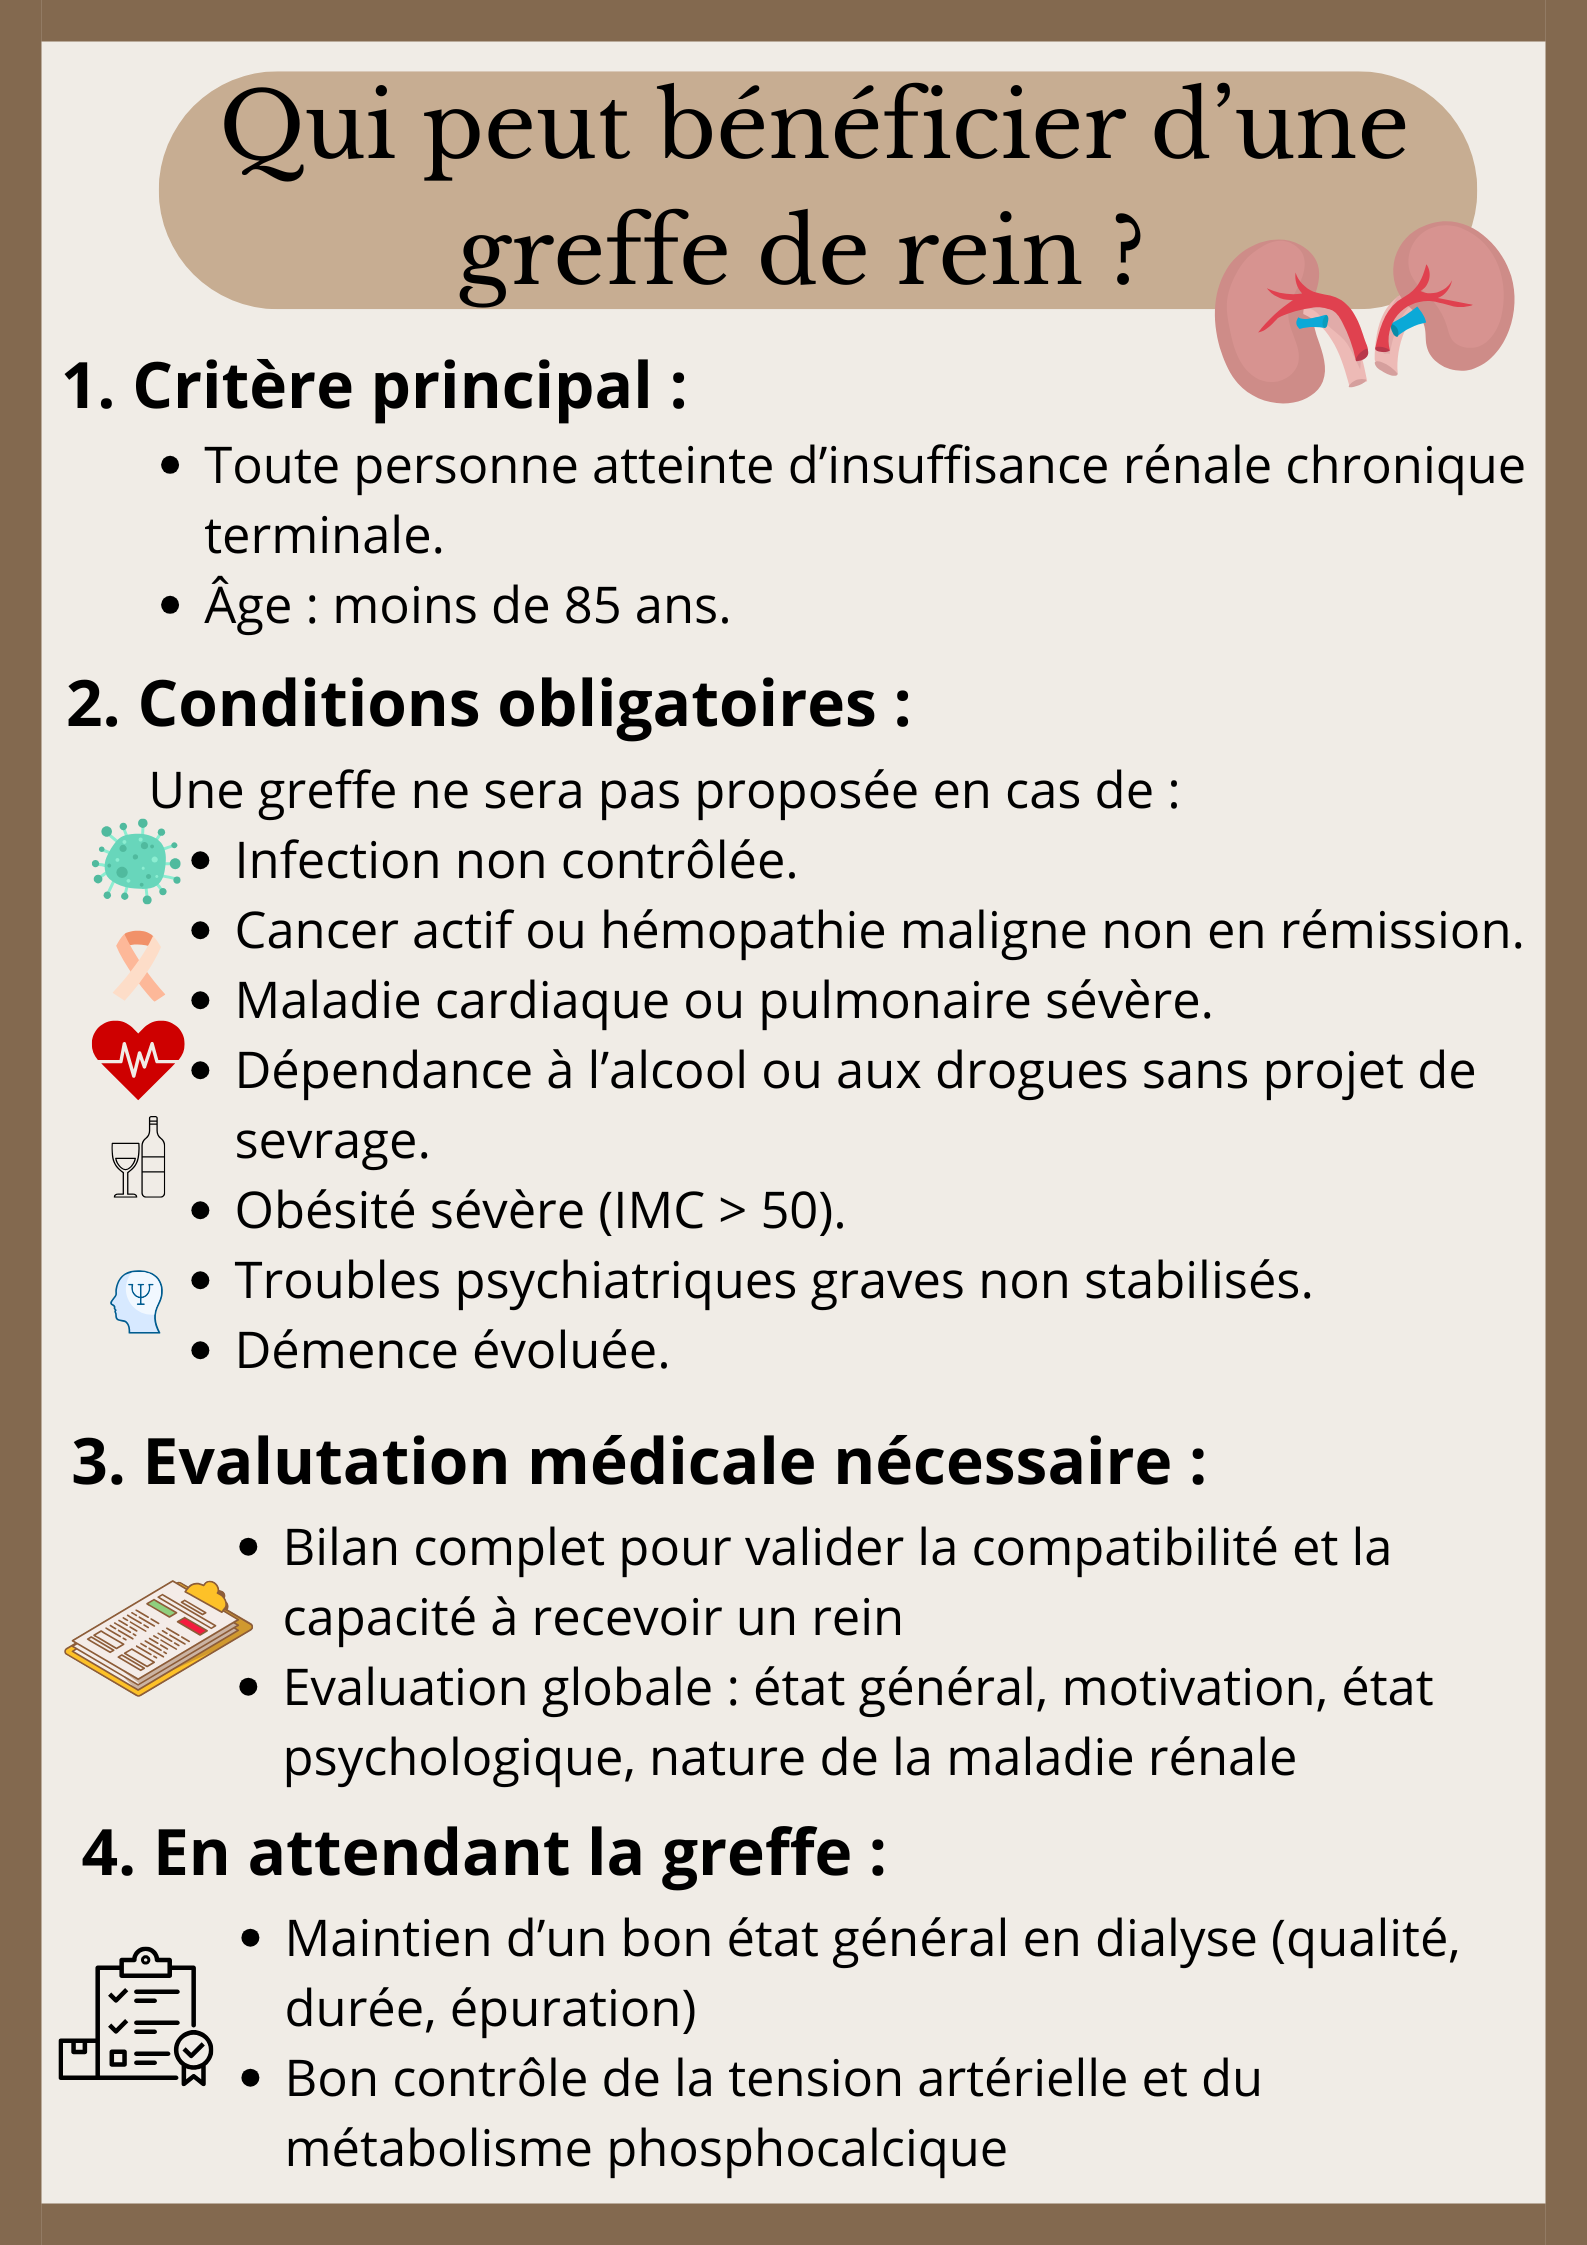 Qui peut bénéficier d’une
greffe de rein ?
1. Critère principal :
• Toute personne atteinte d’insuffisance rénale chronique
terminale.
• Âge : moins de 85 ans.
2. Conditions obligatoires :
Une greffe ne sera pas proposée en cas de :
• Infection non contrôlée.
• Cancer actif ou hémopathie maligne non en rémission.
• Maladie cardiaque ou pulmonaire sévère.
• Dépendance à l’alcool ou aux drogues sans projet de
sevrage.
• Obésité sévère (IMC > 50).
• Troubles psychiatriques graves non stabilisés.
• Démence évoluée.
3. Evalutation médicale nécessaire :
• Bilan complet pour valider la compatibilité et la
capacité à recevoir un rein
• Evaluation globale : état général, motivation, état
psychologique, nature de la maladie rénale
4. En attendant la greffe :
• Maintien d’un bon état général en dialyse (qualité,
durée, épuration)
• Bon contrôle de la tension artérielle et du
métabolisme phosphocalcique